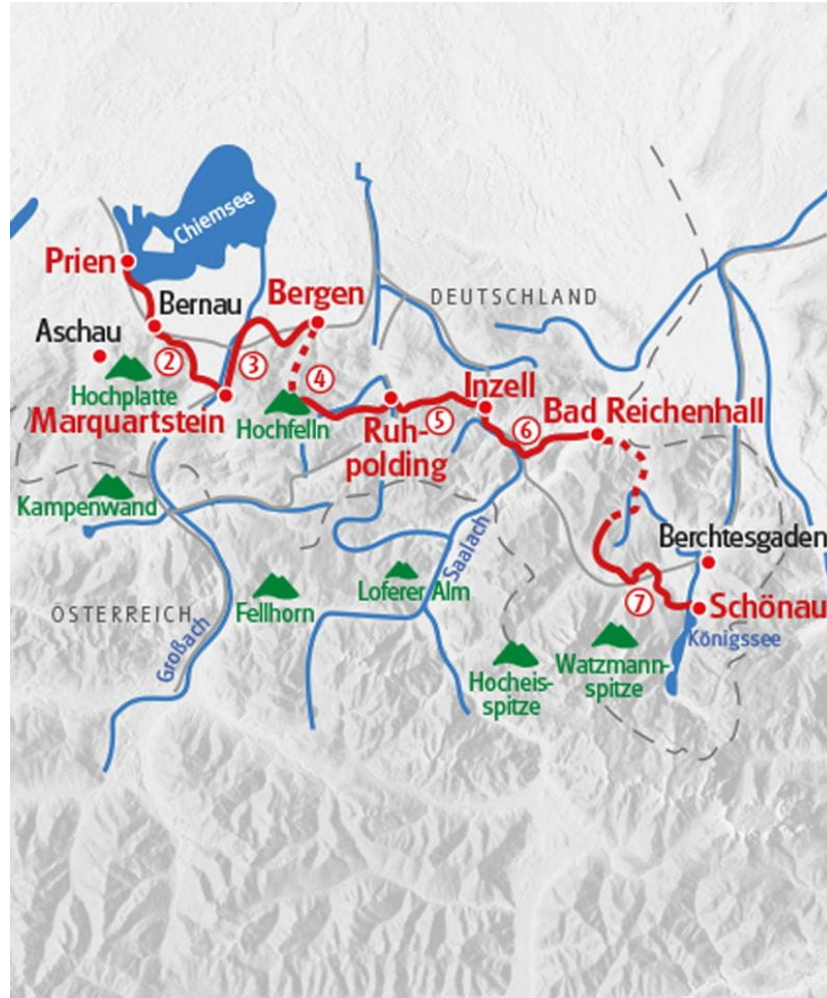 Chiemsee
Prien
Bernau
Bergen
DEUTSCHLAND
Aschau
2
3
4
Hochplatte
Marquartstein
Hochfelln
Inzell
5
Ruh-
polding
6
Bad Reichenhall
Kampenwand
Saalach
Berchtesgaden
Loferer Alm
ÖSTERREICH
Fellhorn
Großach
7
Schönau
Königssee
Hocheis-
spitze
Watzmann-
spitze